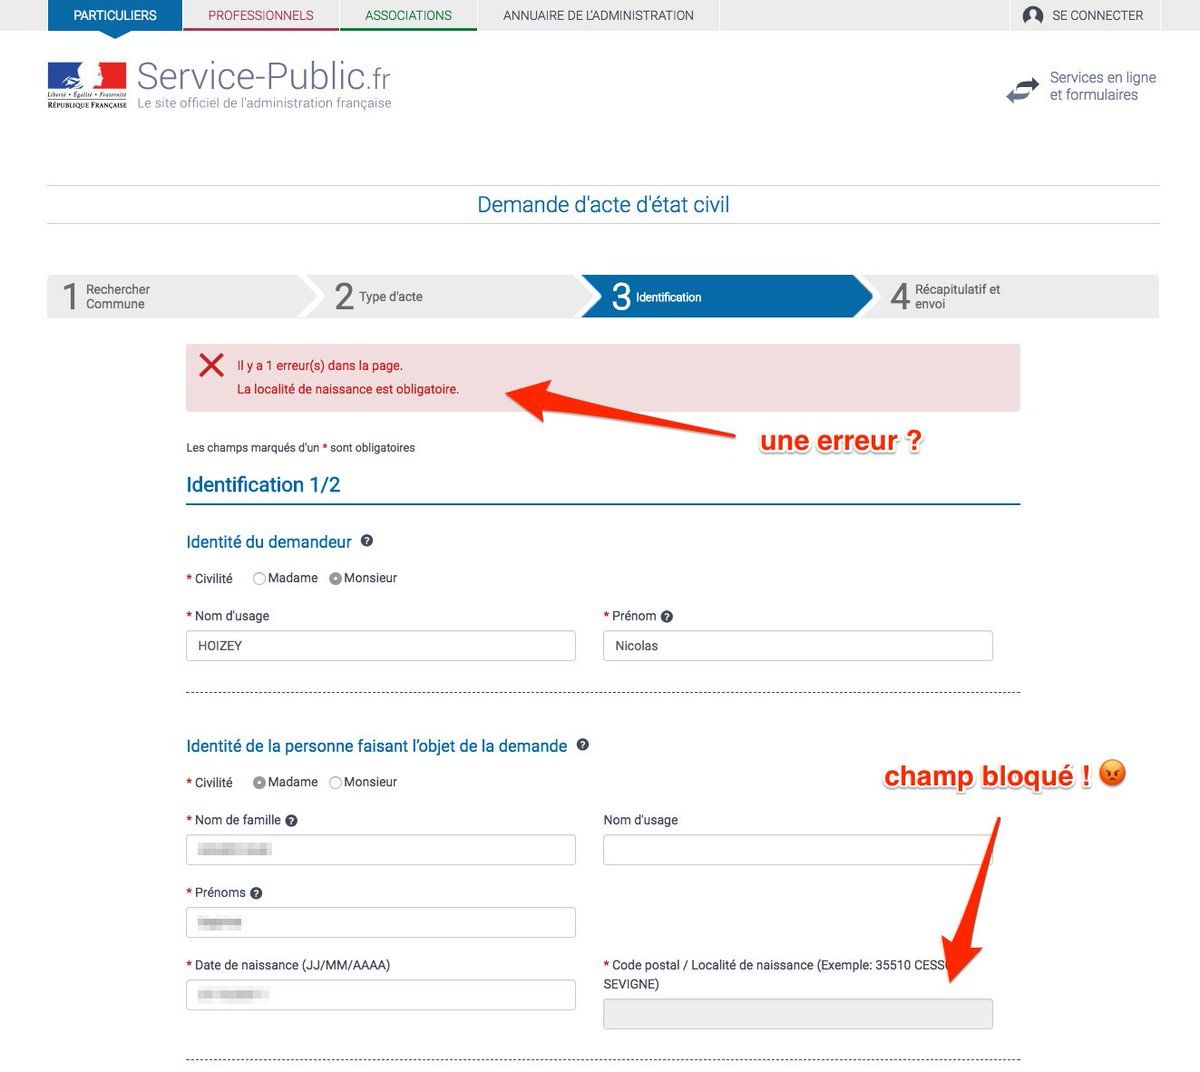 PARTICULIERS PROFESSIONNELS ASSOCIATIONS ANNUAIRE DE L'ADMINISTRATION SE CONNECTER
Service-Public.fr
Le site officiel de l'administration française
Liberté • Égalité • Fraternité
RÉPUBLIQUE FRANÇAISE
Services en ligne
et formulaires
Demande d'acte d'état civil
1 Rechercher
Commune
2 Type d'acte
3 Identification
4 Récapitulatif et
envoi
Il y a 1 erreur(s) dans la page.
La localité de naissance est obligatoire.
une erreur ?
Les champs marqués d'un * sont obligatoires
Identification 1/2
Identité du demandeur ?
* Civilité Madame Monsieur
* Nom d'usage * Prénom ?
HOIZEY Nicolas
Identité de la personne faisant l'objet de la demande ?
champ bloqué ! 😡
* Civilité Madame Monsieur
* Nom de famille ? Nom d'usage
* Prénoms ?
* Date de naissance (JJ/MM/AAAA) * Code postal / Localité de naissance (Exemple: 35510 CESS
SEVIGNE)